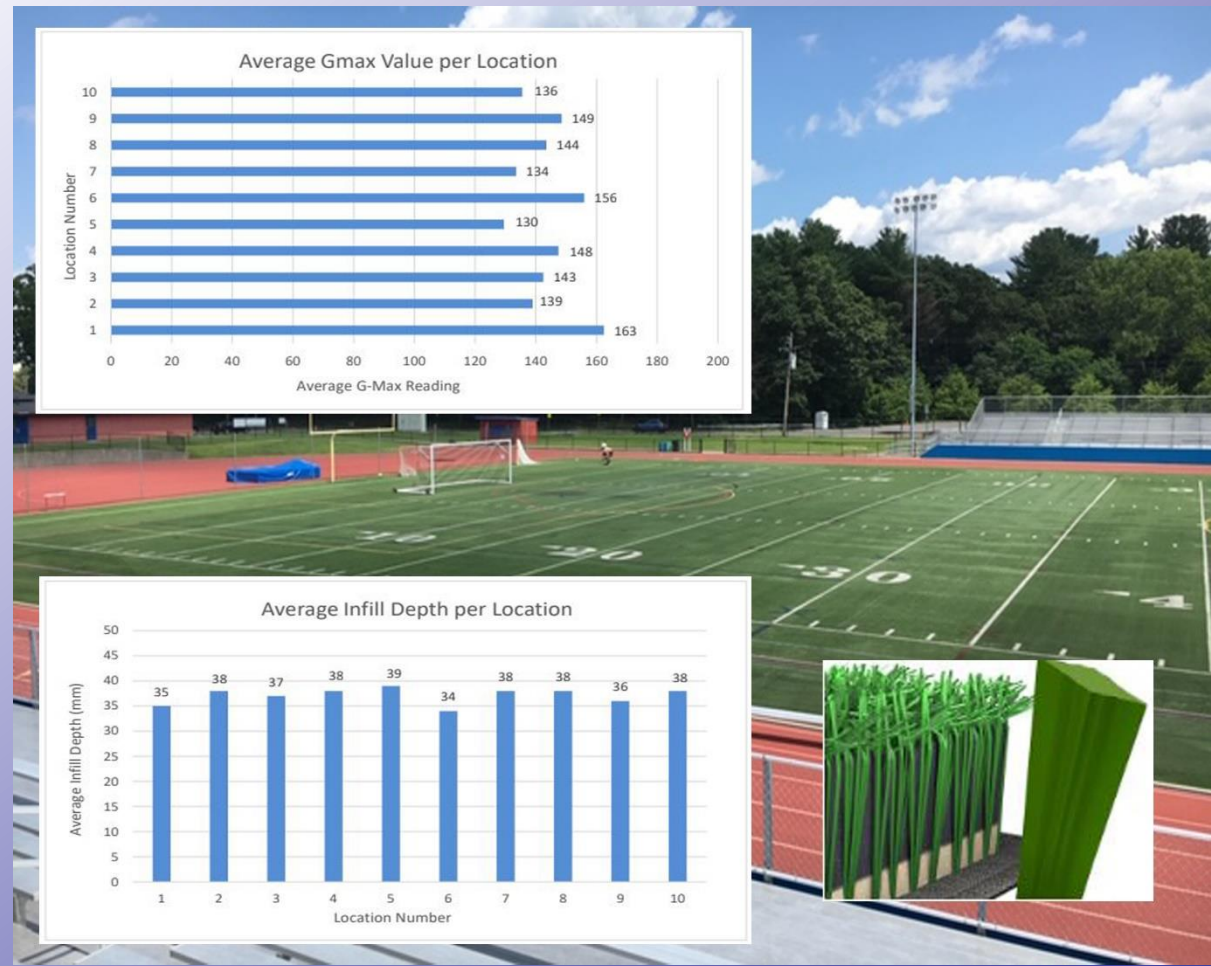 Average Gmax Value per Location
Location Number
10 136
9 149
8 144
7 134
6 156
5 130
4 148
3 143
2 139
1 163
0 20 40 60 80 100 120 140 160 180 200
Average G-Max Reading
20
30
4
Average Infill Depth per Location
Average Infill Depth (mm)
50
45
40
35
30
25
20
15
10
5
0
35 38 37 38 39 34 38 38 36 38
1 2 3 4 5 6 7 8 9 10
Location Number